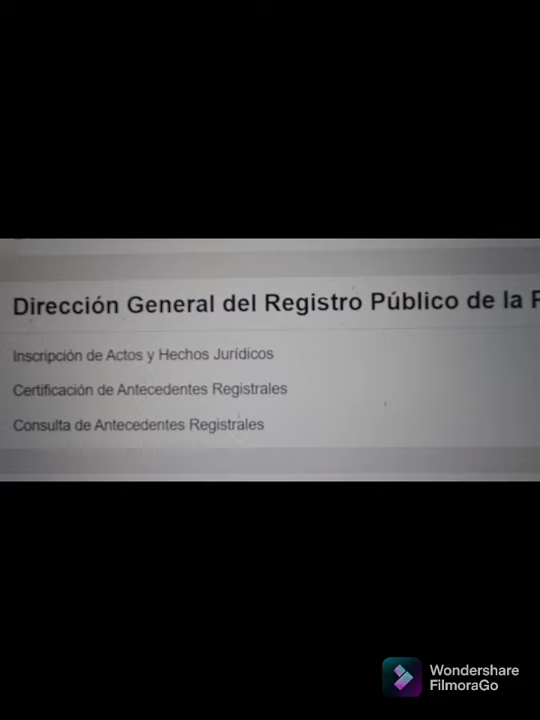 Dirección General del Registro Público de la P
Inscripción de Actos y Hechos Jurídicos
Certificación de Antecedentes Registrales
Consulta de Antecedentes Registrales
Wondershare
FilmoraGo